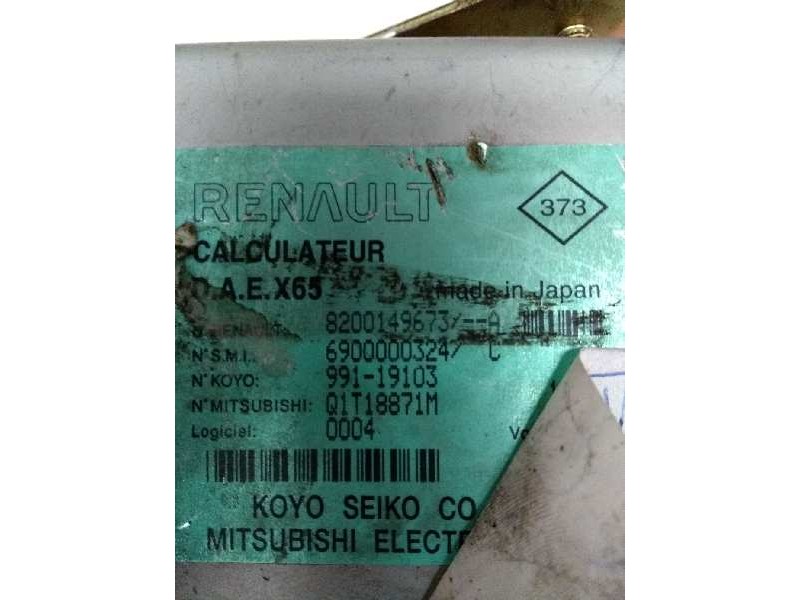 RENAULT
373
CALCULATEUR
D.A.E.X65
made in Japan
N° RENAULT: 8200149673/--A
N°S.M.I.: 6900000324/ C
N°KOYO: 991-19103
N°MITSUBISHI: Q1T18871M
Logiciel: 0004
KOYO SEIKO CO
MITSUBISHI ELECT